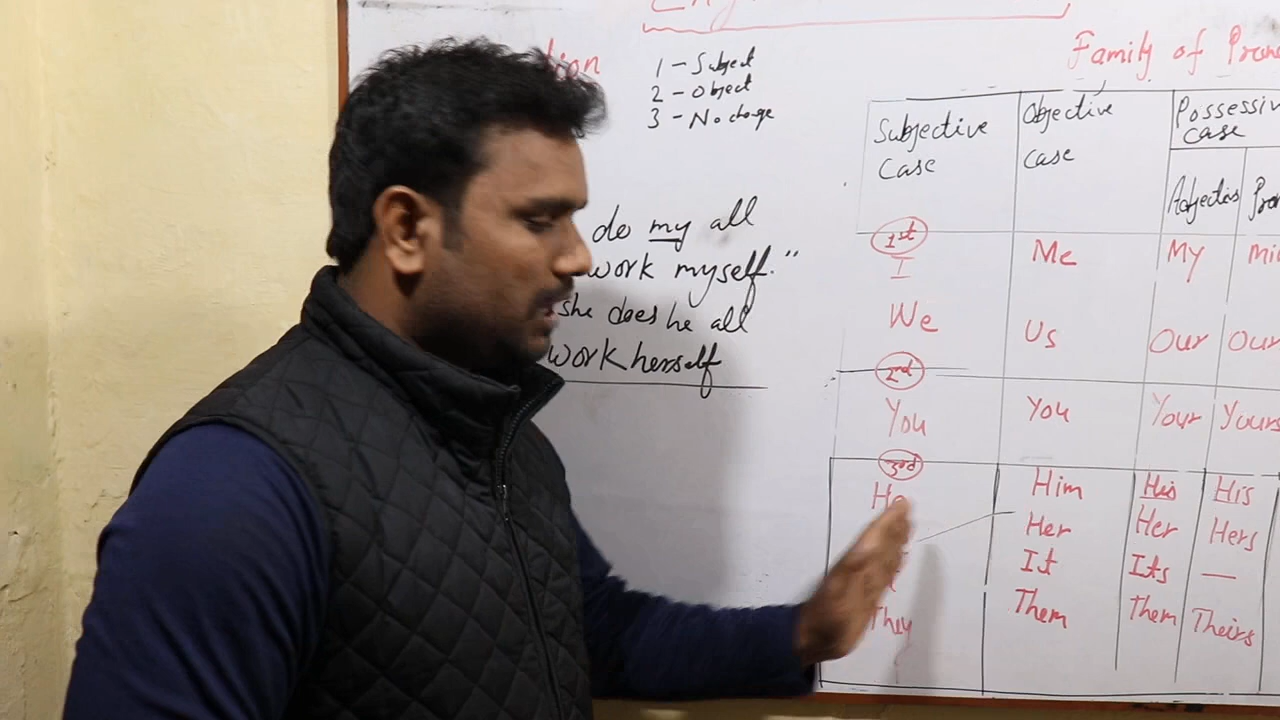 1 - Subject
2 - Object
3 - No change
do my all
work myself."
she does he all
work herself
Family of
Subjective Case
Objective Case
Possessive case
Adjective
1st
I Me My
We Us Our Our
2nd
You You Your Yours
3rd
He Him His His
Her Her Hers
It Its —
They Them Them Theirs